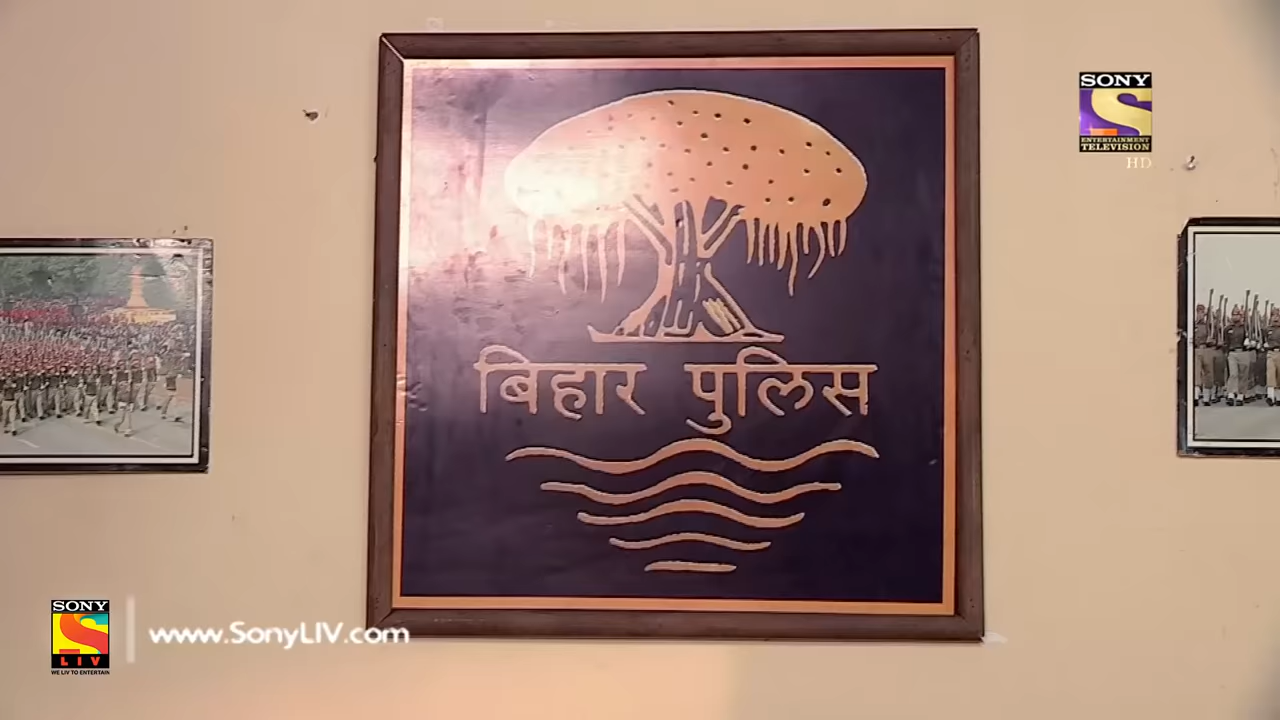 SONY
ENTERTAINMENT
TELEVISION
HD
बिहार पुलिस
SONY
LIV
WE LIV TO ENTERTAIN
www.SonyLIV.com